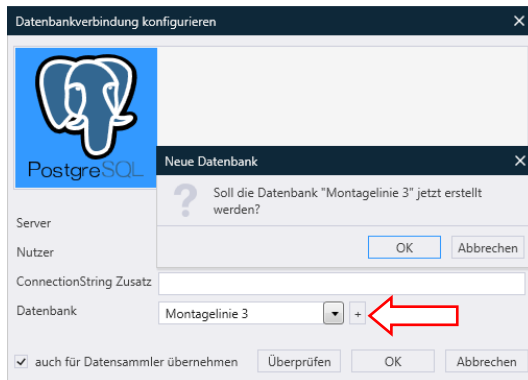 Datenbankverbindung konfigurieren
PostgreSQL
Neue Datenbank
Soll die Datenbank "Montagelinie 3" jetzt erstellt
werden?
OK Abbrechen
Server
Nutzer
ConnectionString Zusatz
Datenbank Montagelinie 3 +
auch für Datensammler übernehmen Überprüfen OK Abbrechen